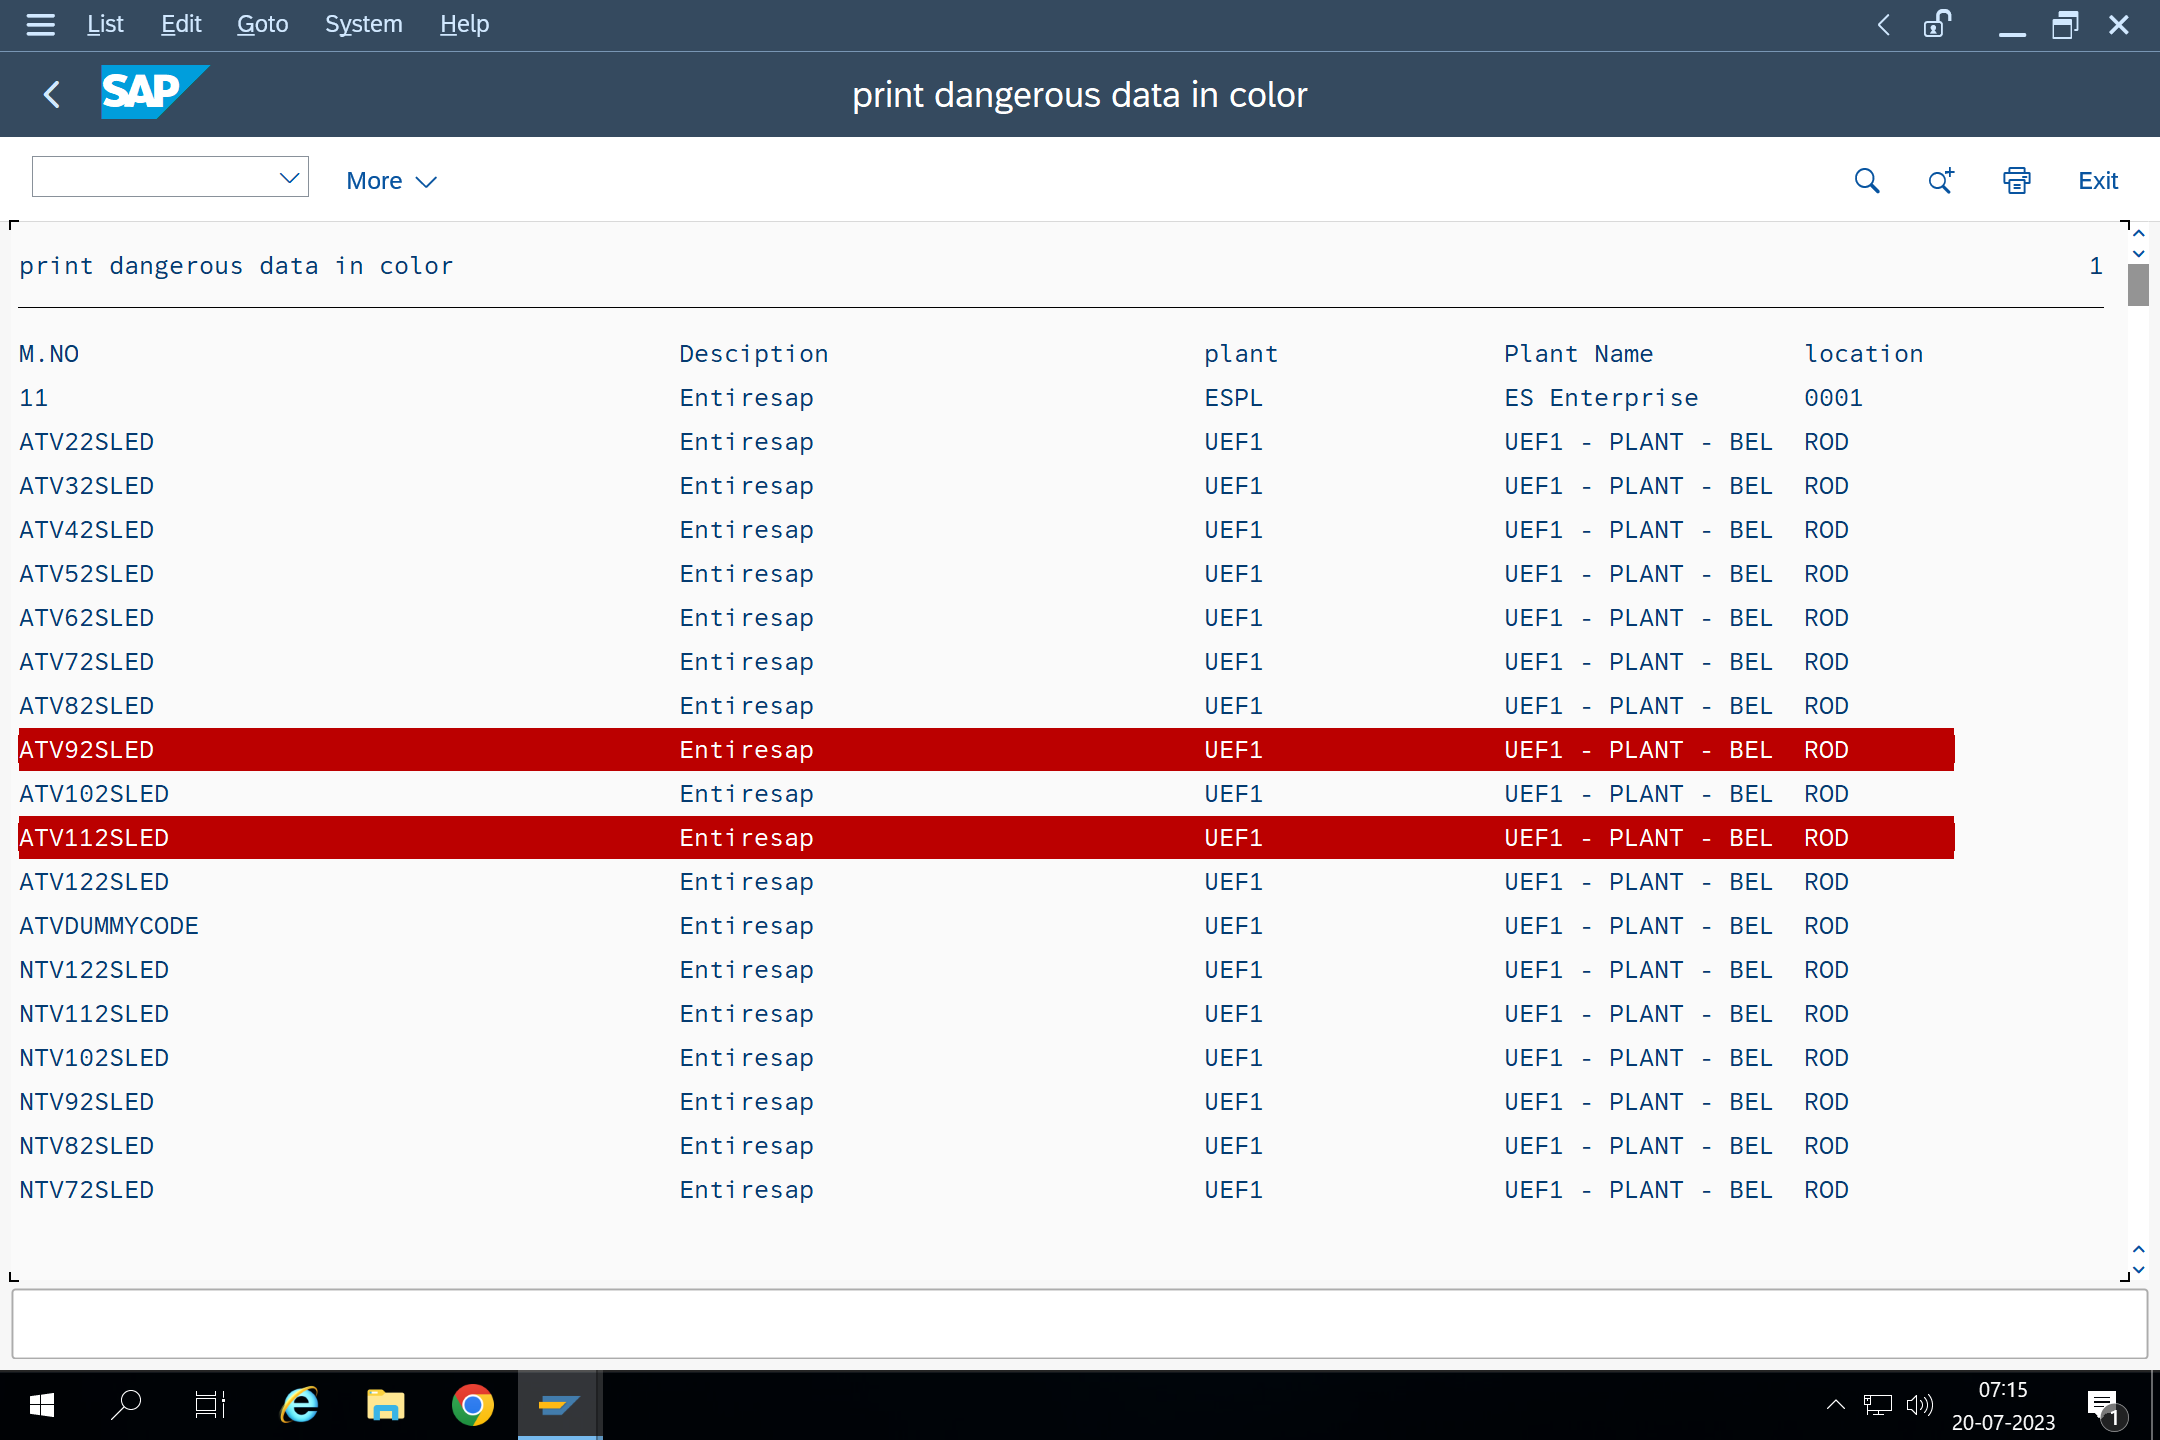 List Edit Goto System Help
SAP print dangerous data in color
More Exit
print dangerous data in color 1
M.NO Desciption plant Plant Name location
11 Entiresap ESPL ES Enterprise 0001
ATV22SLED Entiresap UEF1 UEF1 - PLANT - BEL ROD
ATV32SLED Entiresap UEF1 UEF1 - PLANT - BEL ROD
ATV42SLED Entiresap UEF1 UEF1 - PLANT - BEL ROD
ATV52SLED Entiresap UEF1 UEF1 - PLANT - BEL ROD
ATV62SLED Entiresap UEF1 UEF1 - PLANT - BEL ROD
ATV72SLED Entiresap UEF1 UEF1 - PLANT - BEL ROD
ATV82SLED Entiresap UEF1 UEF1 - PLANT - BEL ROD
ATV92SLED Entiresap UEF1 UEF1 - PLANT - BEL ROD
ATV102SLED Entiresap UEF1 UEF1 - PLANT - BEL ROD
ATV112SLED Entiresap UEF1 UEF1 - PLANT - BEL ROD
ATV122SLED Entiresap UEF1 UEF1 - PLANT - BEL ROD
ATVDUMMYCODE Entiresap UEF1 UEF1 - PLANT - BEL ROD
NTV122SLED Entiresap UEF1 UEF1 - PLANT - BEL ROD
NTV112SLED Entiresap UEF1 UEF1 - PLANT - BEL ROD
NTV102SLED Entiresap UEF1 UEF1 - PLANT - BEL ROD
NTV92SLED Entiresap UEF1 UEF1 - PLANT - BEL ROD
NTV82SLED Entiresap UEF1 UEF1 - PLANT - BEL ROD
NTV72SLED Entiresap UEF1 UEF1 - PLANT - BEL ROD
07:15
20-07-2023
1